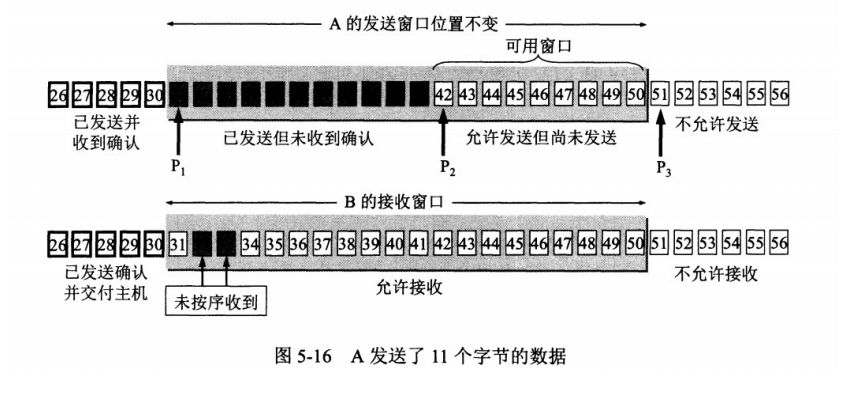 A 的发送窗口位置不变
可用窗口
26 27 28 29 30 42 43 44 45 46 47 48 49 50 51 52 53 54 55 56
已发送并
收到确认
已发送但未收到确认
允许发送但尚未发送
不允许发送
P1
P2
P3
B 的接收窗口
26 27 28 29 30 31 34 35 36 37 38 39 40 41 42 43 44 45 46 47 48 49 50 51 52 53 54 55 56
已发送确认
并交付主机
未按序收到
允许接收
不允许接收
图 5-16 A 发送了 11 个字节的数据